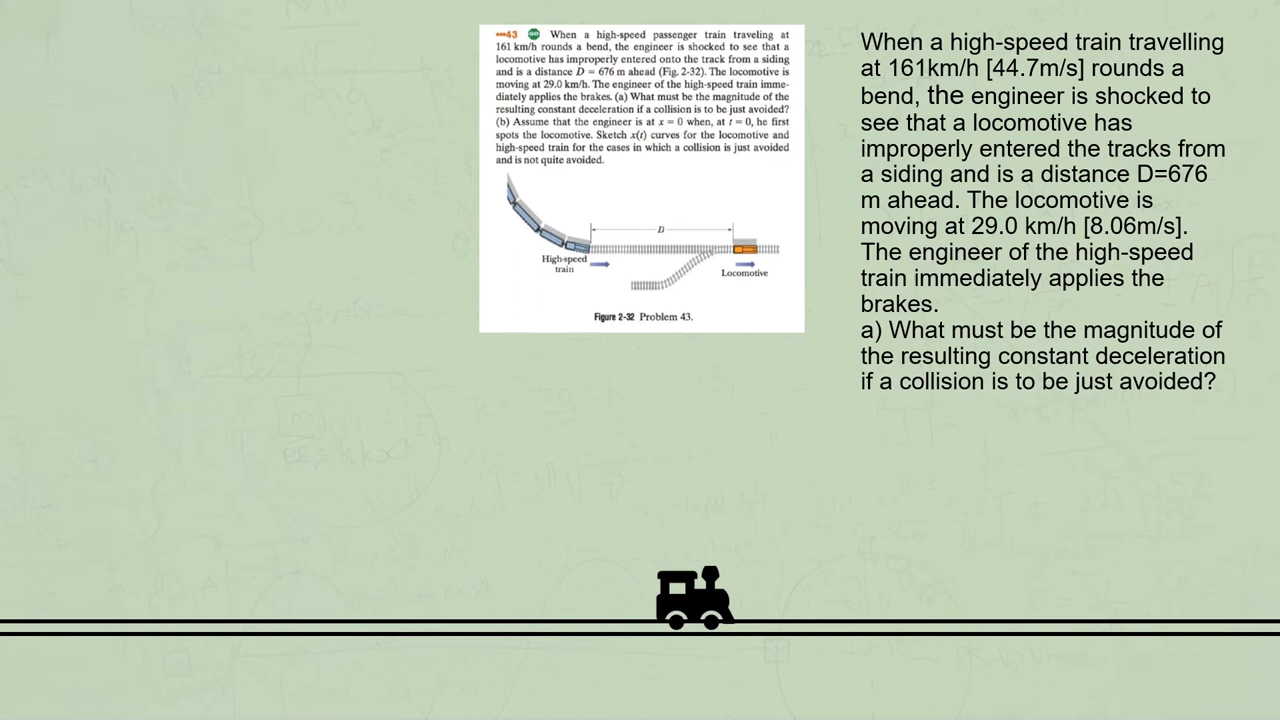 •••43 GO When a high-speed passenger train traveling at
161 km/h rounds a bend, the engineer is shocked to see that a
locomotive has improperly entered onto the track from a siding
and is a distance D = 676 m ahead (Fig. 2-32). The locomotive is
moving at 29.0 km/h. The engineer of the high-speed train imme-
diately applies the brakes. (a) What must be the magnitude of the
resulting constant deceleration if a collision is to be just avoided?
(b) Assume that the engineer is at x = 0 when, at t = 0, he first
spots the locomotive. Sketch x(t) curves for the locomotive and
high-speed train for the cases in which a collision is just avoided
and is not quite avoided.
D
High-speed
train
Locomotive
Figure 2-32 Problem 43.
When a high-speed train travelling
at 161km/h [44.7m/s] rounds a
bend, the engineer is shocked to
see that a locomotive has
improperly entered the tracks from
a siding and is a distance D=676
m ahead. The locomotive is
moving at 29.0 km/h [8.06m/s].
The engineer of the high-speed
train immediately applies the
brakes.
a) What must be the magnitude of
the resulting constant deceleration
if a collision is to be just avoided?